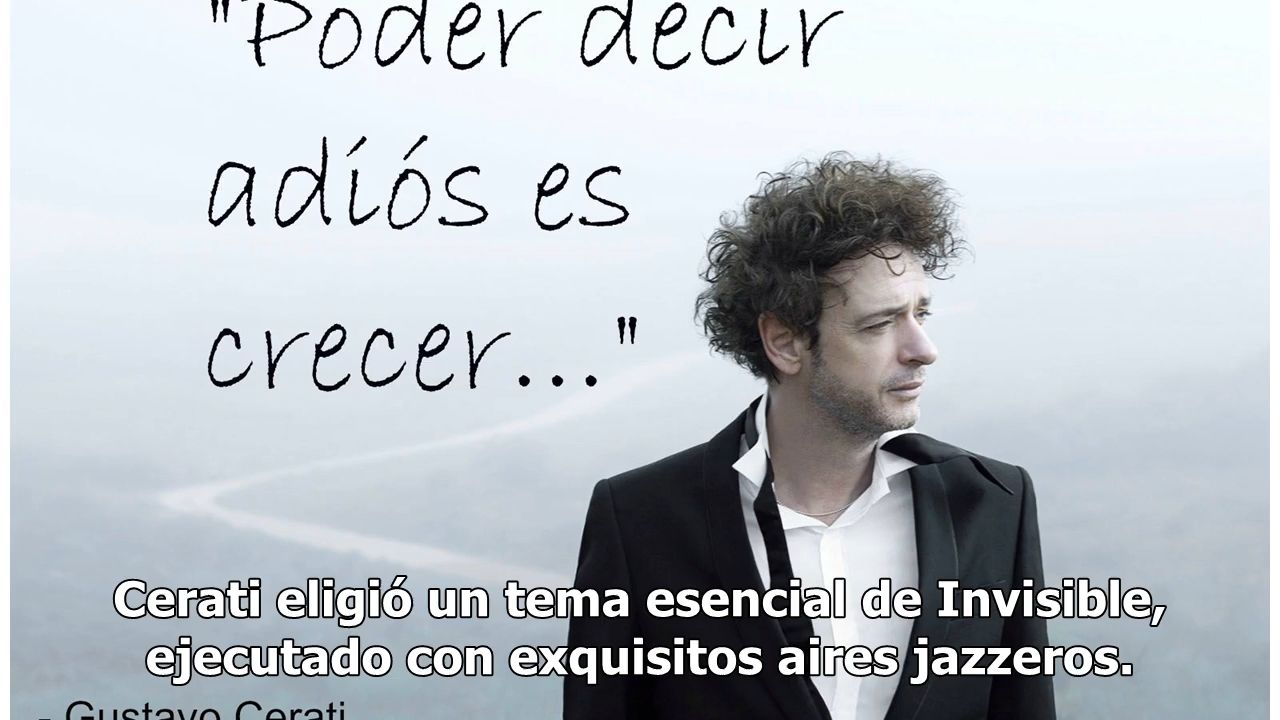 "Poder decir
adiós es
crecer..."
Cerati eligió un tema esencial de Invisible,
ejecutado con exquisitos aires jazzeros.
- Gustavo Cerati